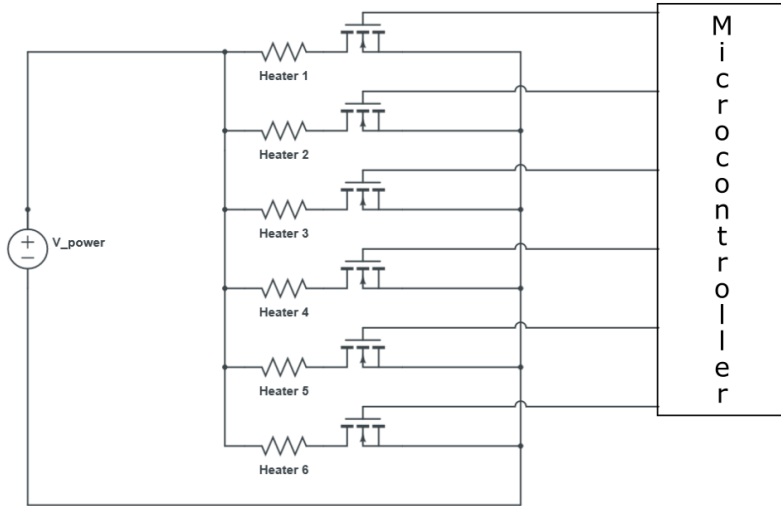 Heater 1
Heater 2
Heater 3
Heater 4
Heater 5
Heater 6
+
−
V_power
Microcontroller